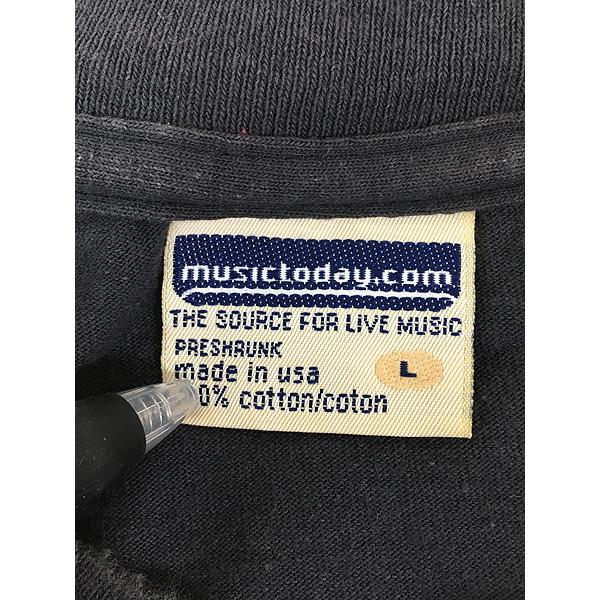 musictoday.com
THE SOURCE FOR LIVE MUSIC
PRESHRUNK
made in usa
0% cotton/coton
L